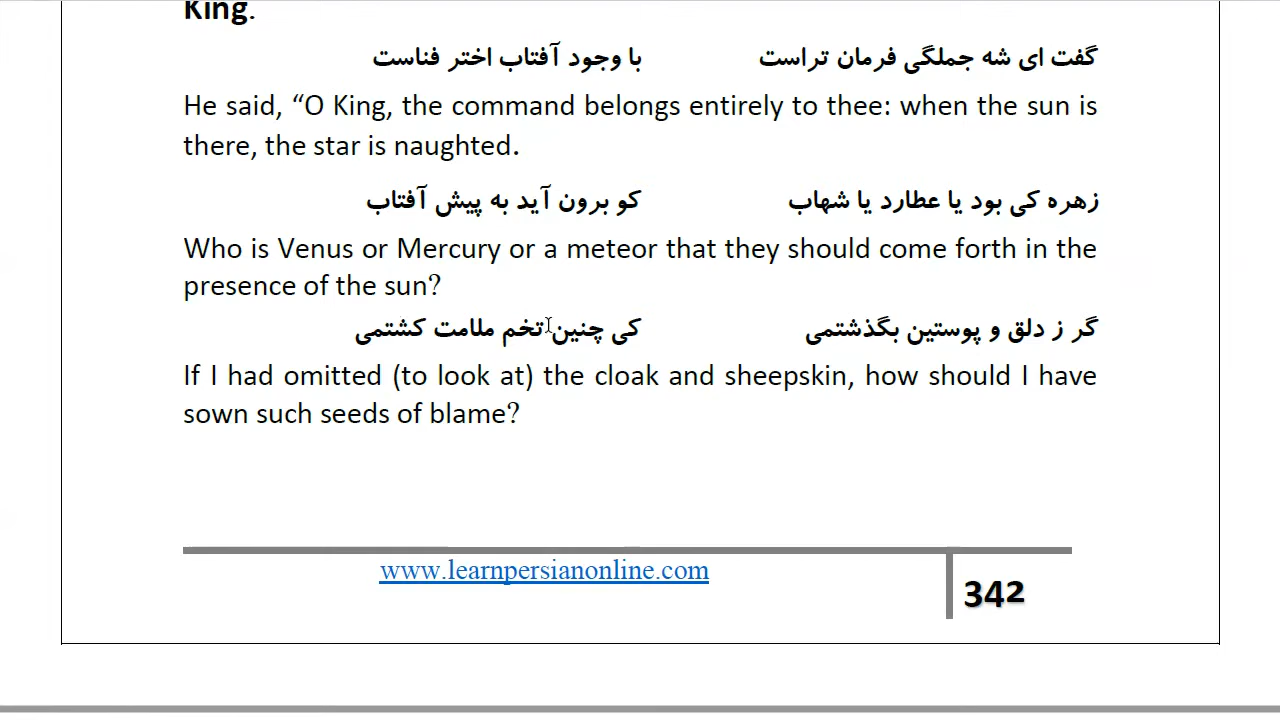 King.
گفت ای شه جملگی فرمان تراست با وجود آفتاب اختر فناست
He said, “O King, the command belongs entirely to thee: when the sun is
there, the star is naughted.
زهره کی بود یا عطارد یا شهاب کو برون آید به پیش آفتاب
Who is Venus or Mercury or a meteor that they should come forth in the
presence of the sun?
گر ز دلق و پوستین بگذشتمی کی چنین تخم ملامت کشتمی
If I had omitted (to look at) the cloak and sheepskin, how should I have
sown such seeds of blame?
www.learnpersianonline.com
342